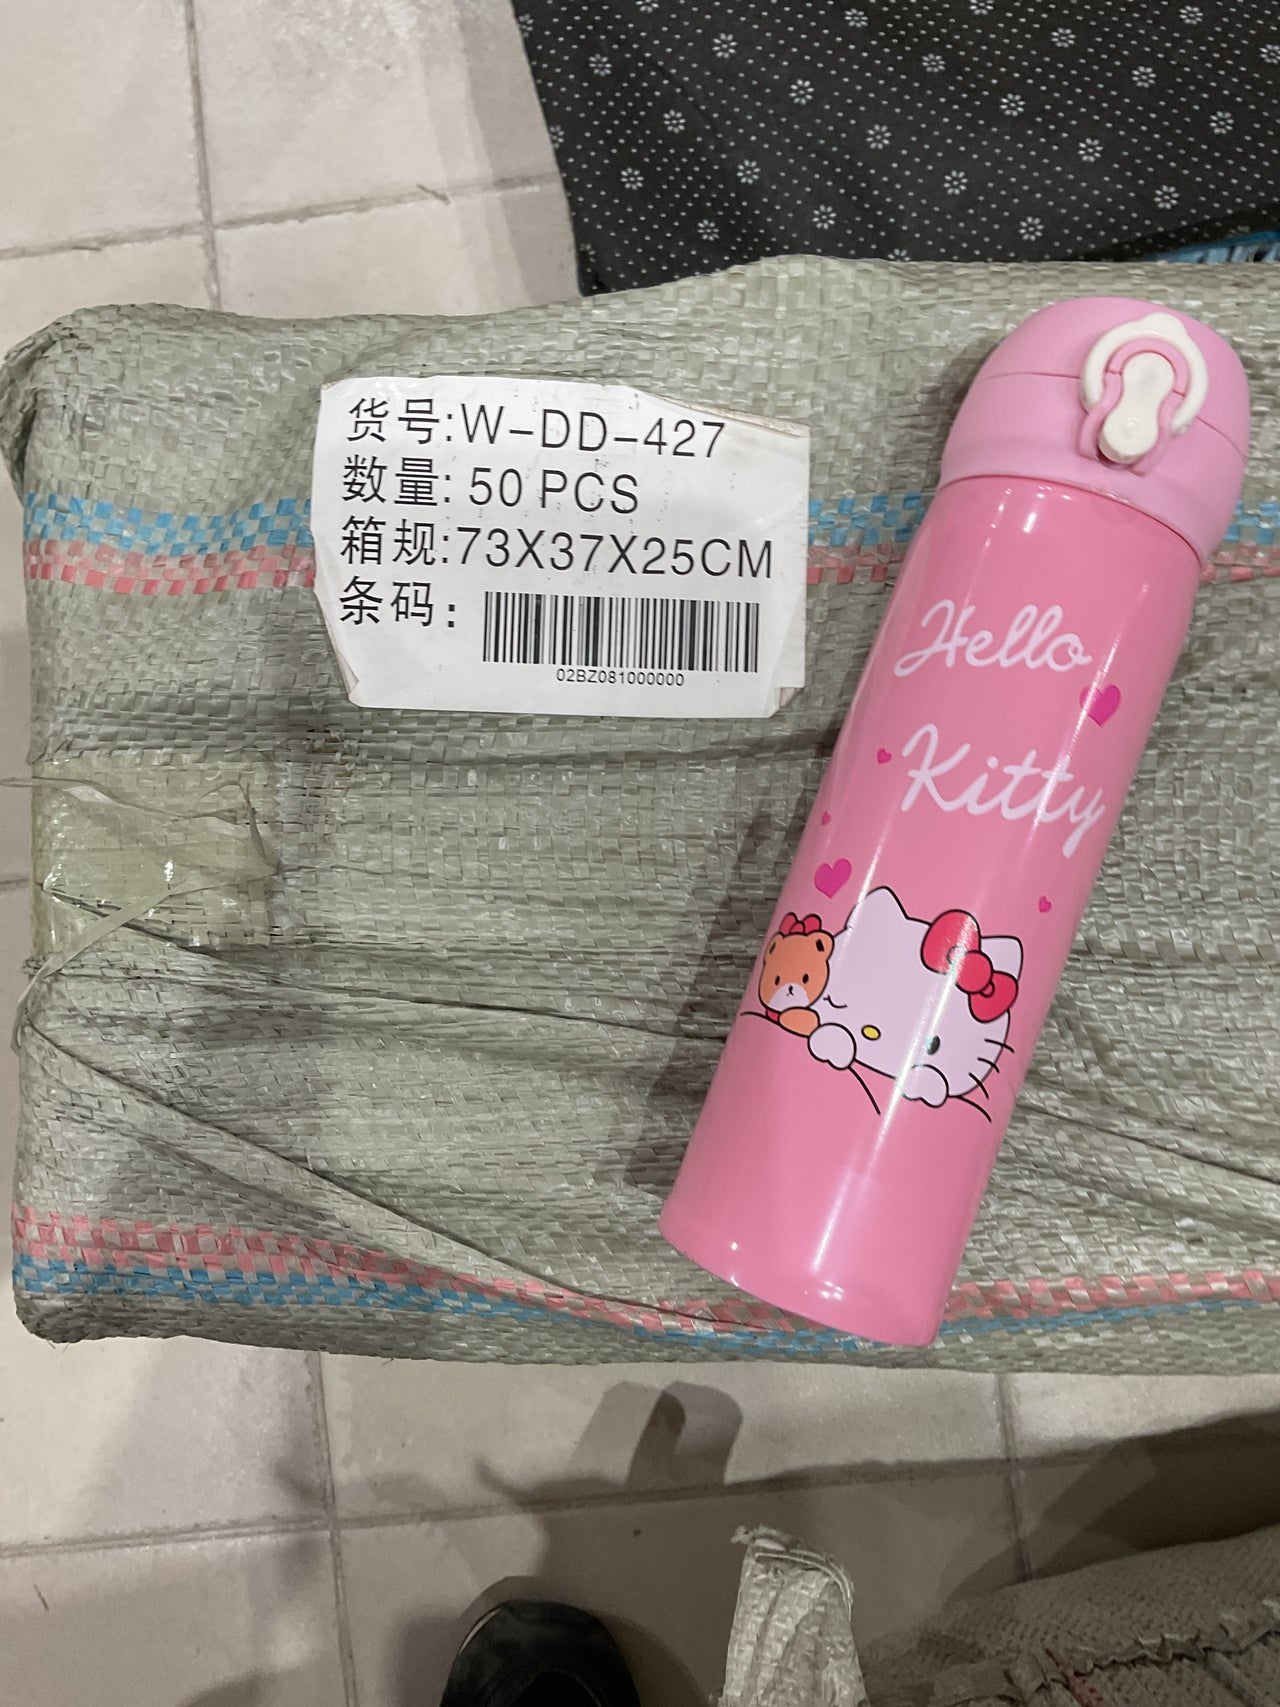 货号:W-DD-427
数量: 50 PCS
箱规:73X37X25CM
条码:
02BZ081000000
Hello
Kitty